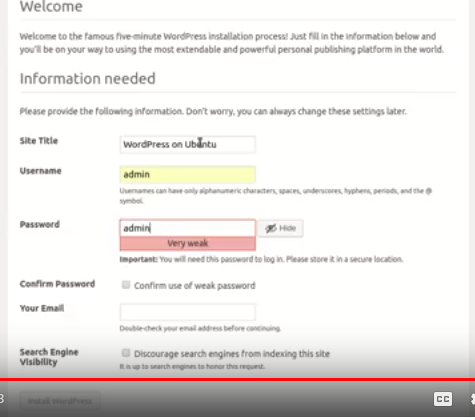 Welcome
Welcome to the famous five-minute WordPress installation process! Just fill in the information below and
you'll be on your way to using the most extendable and powerful personal publishing platform in the world.
Information needed
Please provide the following information. Don't worry, you can always change these settings later.
Site Title
WordPress on Ubuntu
Username
admin
Usernames can have only alphanumeric characters, spaces, underscores, hyphens, periods, and the @
symbol.
Password
admin
Hide
Very weak
Important: You will need this password to log in. Please store it in a secure location.
Confirm Password
Confirm use of weak password
Your Email
Double-check your email address before continuing.
Search Engine
Visibility
Discourage search engines from indexing this site
It is up to search engines to honor this request.
Install WordPress
CC